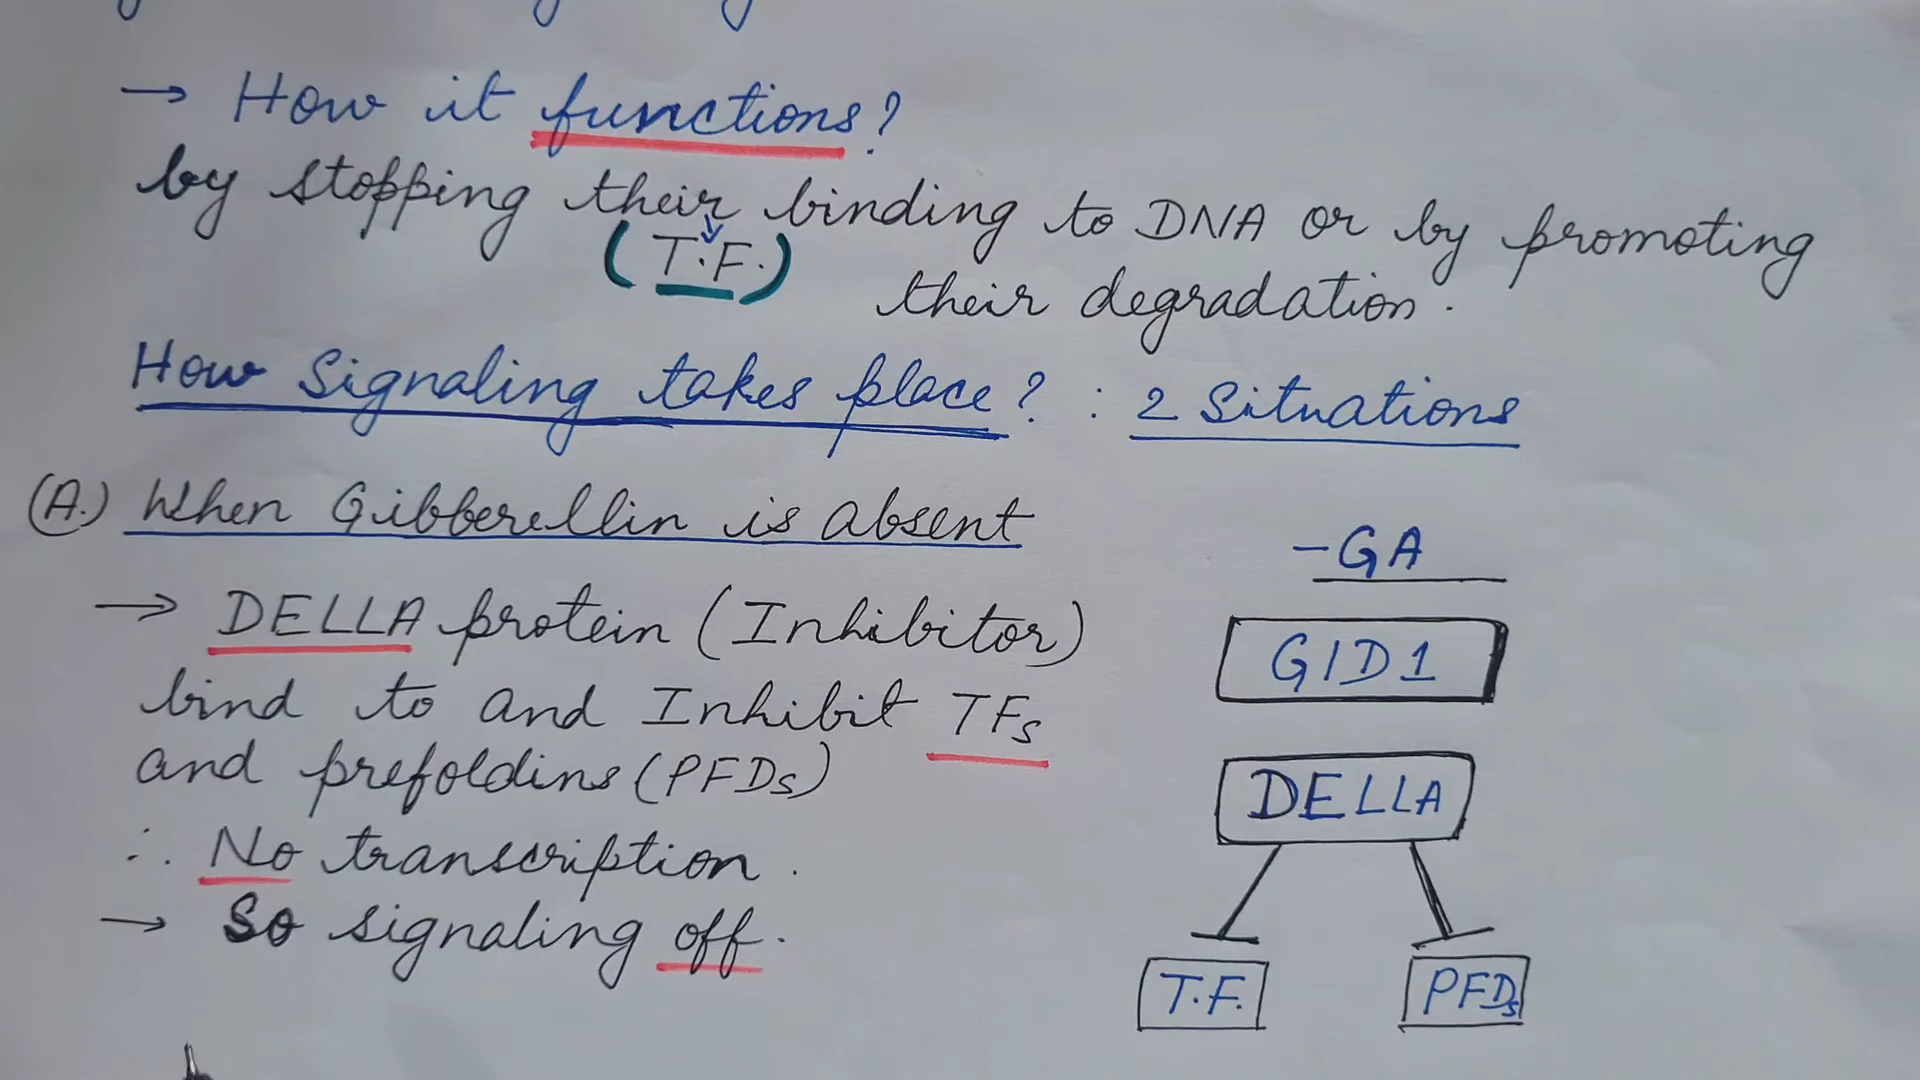 → How it functions?
by stopping their binding to DNA or by promoting
(T.F.)
their degradation.
How Signaling takes place? : 2 Situations
(A.) When Gibberellin is absent
→ DELLA protein (Inhibitor)
bind to and Inhibit TFs
and prefoldins (PFDs)
∴ No transcription.
→ So signaling off.
-GA
GID1
DELLA
T.F.
PFDs